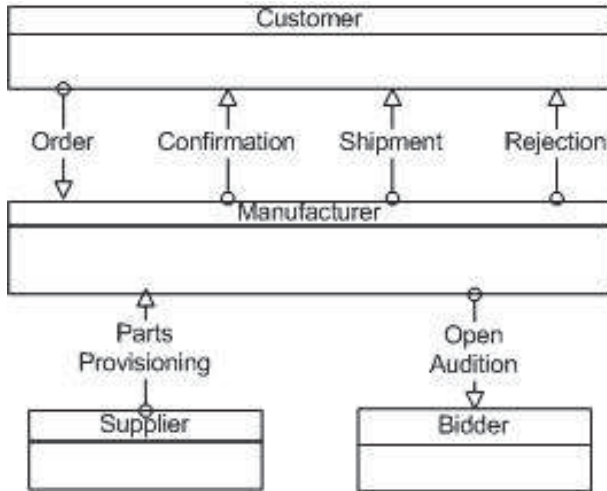 Customer
Order Confirmation Shipment Rejection
Manufacturer
Parts Open
Provisioning Audition
Supplier Bidder